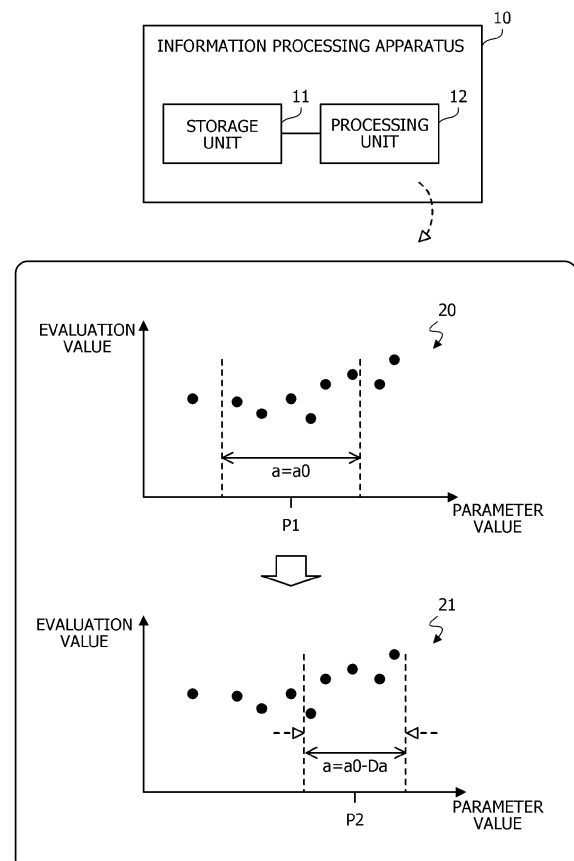 10
INFORMATION PROCESSING APPARATUS
11
12
STORAGE
UNIT
PROCESSING
UNIT
20
EVALUATION
VALUE
a=a0
P1
PARAMETER
VALUE
21
EVALUATION
VALUE
a=a0-Da
P2
PARAMETER
VALUE